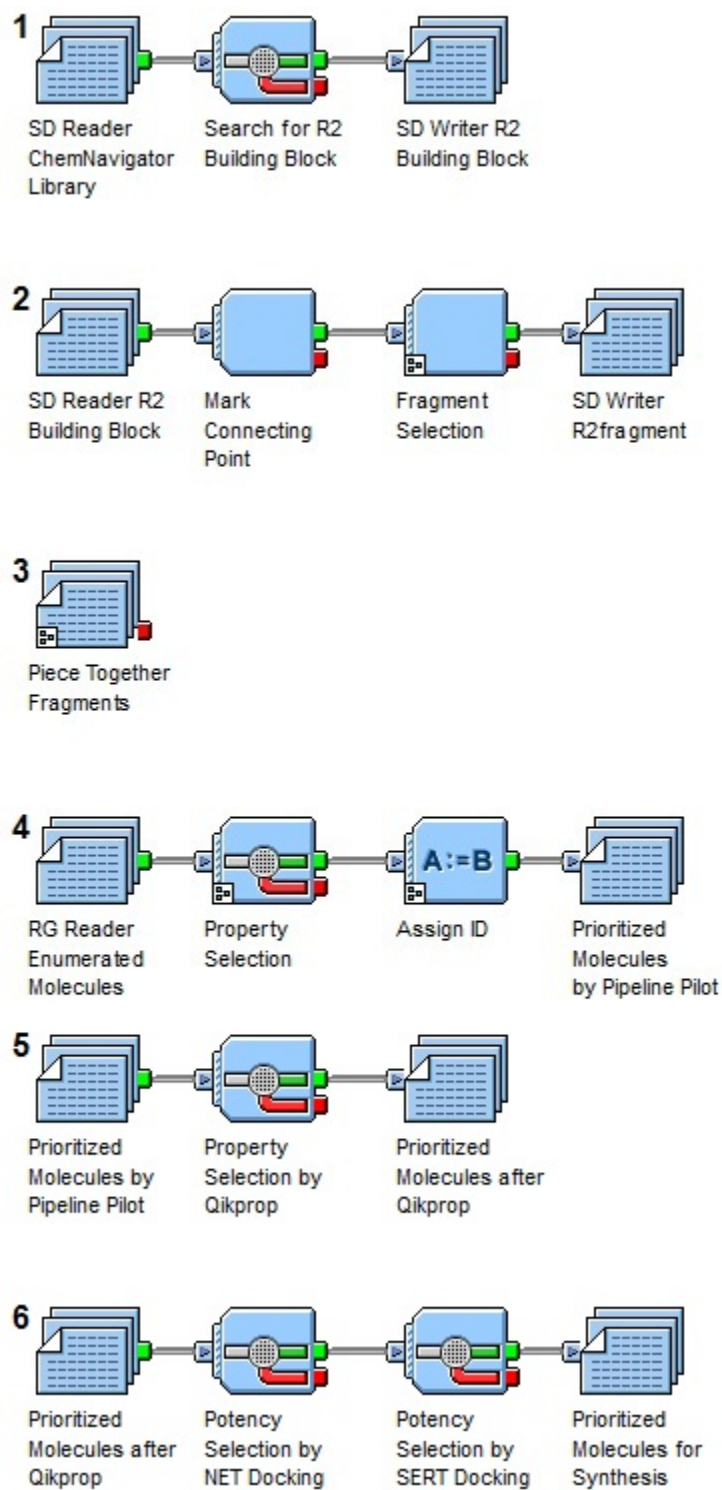 1
SD Reader
ChemNavigator
Library
Search for R2
Building Block
SD Writer R2
Building Block
2
SD Reader R2
Building Block
Mark
Connecting
Point
Fragment
Selection
SD Writer
R2fragment
3
Piece Together
Fragments
4
RG Reader
Enumerated
Molecules
Property
Selection
A:=B
Assign ID
Prioritized
Molecules
by Pipeline Pilot
5
Prioritized
Molecules by
Pipeline Pilot
Property
Selection by
Qikprop
Prioritized
Molecules after
Qikprop
6
Prioritized
Molecules after
Qikprop
Potency
Selection by
NET Docking
Potency
Selection by
SERT Docking
Prioritized
Molecules for
Synthesis